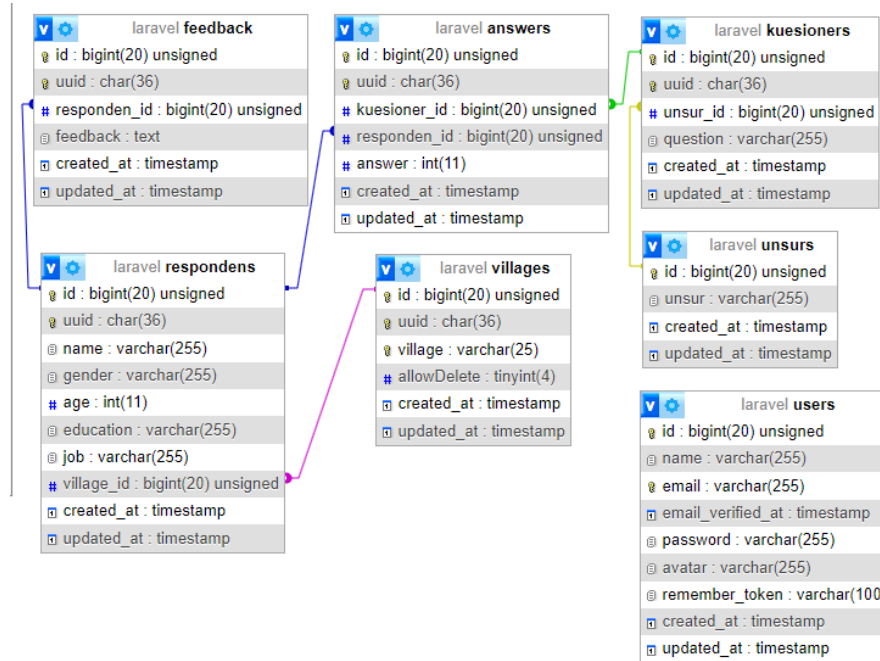 laravel feedback
id : bigint(20) unsigned
uuid : char(36)
# responden_id : bigint(20) unsigned
feedback : text
created_at : timestamp
updated_at : timestamp
laravel answers
id : bigint(20) unsigned
uuid : char(36)
# kuesioner_id : bigint(20) unsigned
# responden_id : bigint(20) unsigned
# answer : int(11)
created_at : timestamp
updated_at : timestamp
laravel kuesioners
id : bigint(20) unsigned
uuid : char(36)
# unsur_id : bigint(20) unsigned
question : varchar(255)
created_at : timestamp
updated_at : timestamp
laravel respondens
id : bigint(20) unsigned
uuid : char(36)
name : varchar(255)
gender : varchar(255)
# age : int(11)
education : varchar(255)
job : varchar(255)
# village_id : bigint(20) unsigned
created_at : timestamp
updated_at : timestamp
laravel villages
id : bigint(20) unsigned
uuid : char(36)
village : varchar(25)
# allowDelete : tinyint(4)
created_at : timestamp
updated_at : timestamp
laravel unsurs
id : bigint(20) unsigned
unsur : varchar(255)
created_at : timestamp
updated_at : timestamp
laravel users
id : bigint(20) unsigned
name : varchar(255)
email : varchar(255)
email_verified_at : timestamp
password : varchar(255)
avatar : varchar(255)
remember_token : varchar(100
created_at : timestamp
updated_at : timestamp